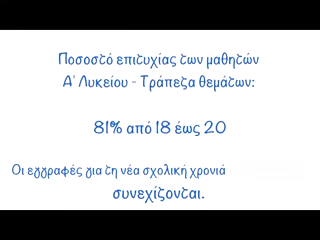 Ποσοστό επιτυχίας των μαθητών
Α' Λυκείου - Τράπεζα θεμάτων:
81% από 18 έως 20
Οι εγγραφές για τη νέα σχολική χρονιά
συνεχίζονται.